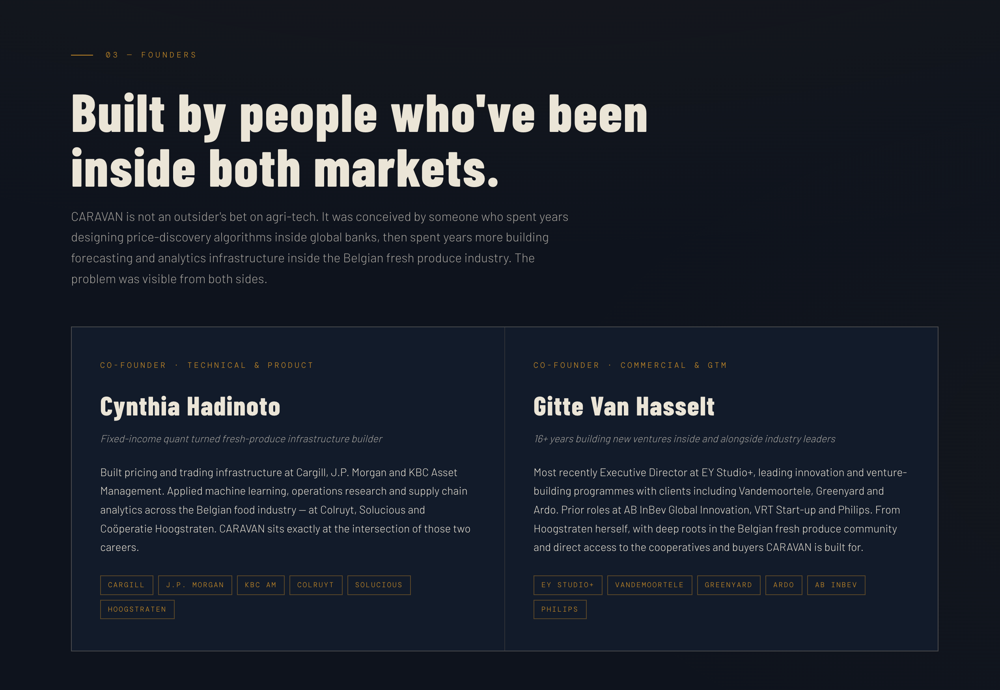 03 — FOUNDERS
Built by people who've been
inside both markets.
CARAVAN is not an outsider's bet on agri-tech. It was conceived by someone who spent years
designing price-discovery algorithms inside global banks, then spent years more building
forecasting and analytics infrastructure inside the Belgian fresh produce industry. The
problem was visible from both sides.
CO-FOUNDER · TECHNICAL & PRODUCT
Cynthia Hadinoto
Fixed-income quant turned fresh-produce infrastructure builder
Built pricing and trading infrastructure at Cargill, J.P. Morgan and KBC Asset
Management. Applied machine learning, operations research and supply chain
analytics across the Belgian food industry — at Colruyt, Solucious and
Coöperatie Hoogstraten. CARAVAN sits exactly at the intersection of those two
careers.
CARGILL J.P. MORGAN KBC AM COLRUYT SOLUCIOUS
HOOGSTRATEN
CO-FOUNDER · COMMERCIAL & GTM
Gitte Van Hasselt
16+ years building new ventures inside and alongside industry leaders
Most recently Executive Director at EY Studio+, leading innovation and venture-
building programmes with clients including Vandemoortele, Greenyard and
Ardo. Prior roles at AB InBev Global Innovation, VRT Start-up and Philips. From
Hoogstraten herself, with deep roots in the Belgian fresh produce community
and direct access to the cooperatives and buyers CARAVAN is built for.
EY STUDIO+ VANDEMOORTELE GREENYARD ARDO AB INBEV
PHILIPS